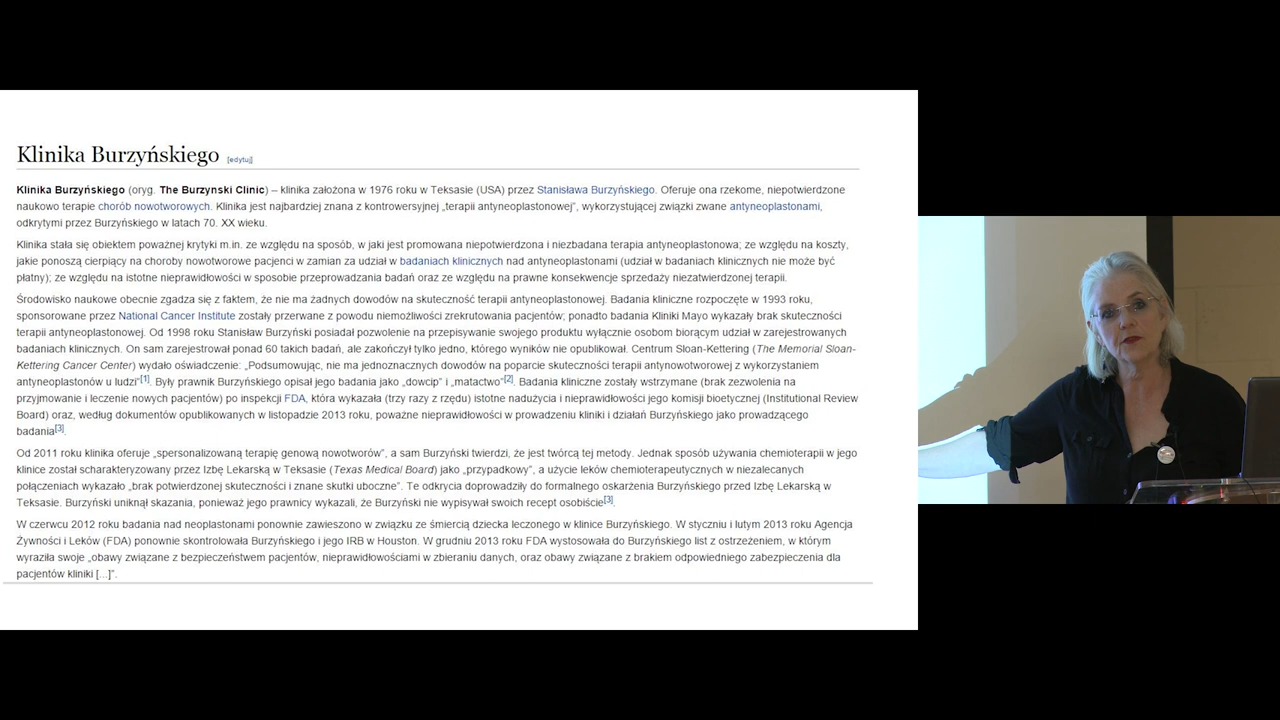 Klinika Burzyńskiego [edytuj]
Klinika Burzyńskiego (oryg. The Burzynski Clinic) – klinika założona w 1976 roku w Teksasie (USA) przez Stanisława Burzyńskiego. Oferuje ona rzekome, niepotwierdzone
naukowo terapie chorób nowotworowych. Klinika jest najbardziej znana z kontrowersyjnej „terapii antyneoplastonowej”, wykorzystującej związki zwane antyneoplastonami,
odkrytymi przez Burzyńskiego w latach 70. XX wieku.
Klinika stała się obiektem poważnej krytyki m.in. ze względu na sposób, w jaki jest promowana niepotwierdzona i niezbadana terapia antyneoplastonowa; ze względu na koszty,
jakie ponoszą cierpiący na choroby nowotworowe pacjenci w zamian za udział w badaniach klinicznych nad antyneoplastonami (udział w badaniach klinicznych nie może być
płatny); ze względu na istotne nieprawidłowości w sposobie przeprowadzania badań oraz ze względu na prawne konsekwencje sprzedaży niezatwierdzonej terapii.
Środowisko naukowe obecnie zgadza się z faktem, że nie ma żadnych dowodów na skuteczność terapii antyneoplastonowej. Badania kliniczne rozpoczęte w 1993 roku,
sponsorowane przez National Cancer Institute zostały przerwane z powodu niemożliwości zrekrutowania pacjentów; ponadto badania Kliniki Mayo wykazały brak skuteczności
terapii antyneoplastonowej. Od 1998 roku Stanisław Burzyński posiadał pozwolenie na przepisywanie swojego produktu wyłącznie osobom biorącym udział w zarejestrowanych
badaniach klinicznych. On sam zarejestrował ponad 60 takich badań, ale zakończył tylko jedno, którego wyników nie opublikował. Centrum Sloan-Kettering (The Memorial Sloan-
Kettering Cancer Center) wydało oświadczenie: „Podsumowując, nie ma jednoznacznych dowodów na poparcie skuteczności terapii antynowotworowej z wykorzystaniem
antyneoplastonów u ludzi”[1]. Były prawnik Burzyńskiego opisał jego badania jako „dowcip” i „matactwo”[2]. Badania kliniczne zostały wstrzymane (brak zezwolenia na
przyjmowanie i leczenie nowych pacjentów) po inspekcji FDA, która wykazała (trzy razy z rzędu) istotne nadużycia i nieprawidłowości jego komisji bioetycznej (Institutional Review
Board) oraz, według dokumentów opublikowanych w listopadzie 2013 roku, poważne nieprawidłowości w prowadzeniu kliniki i działań Burzyńskiego jako prowadzącego
badania[3].
Od 2011 roku klinika oferuje „spersonalizowaną terapię genową nowotworów”, a sam Burzyński twierdzi, że jest twórcą tej metody. Jednak sposób używania chemioterapii w jego
klinice został scharakteryzowany przez Izbę Lekarską w Teksasie (Texas Medical Board) jako „przypadkowy”, a użycie leków chemioterapeutycznych w niezalecanych
połączeniach wykazało „brak potwierdzonej skuteczności i znane skutki uboczne”. Te odkrycia doprowadziły do formalnego oskarżenia Burzyńskiego przed Izbę Lekarską w
Teksasie. Burzyński uniknął skazania, ponieważ jego prawnicy wykazali, że Burzyński nie wypisywał swoich recept osobiście[3].
W czerwcu 2012 roku badania nad neoplastonami ponownie zawieszono w związku ze śmiercią dziecka leczonego w klinice Burzyńskiego. W styczniu i lutym 2013 roku Agencja
Żywności i Leków (FDA) ponownie skontrolowała Burzyńskiego i jego IRB w Houston. W grudniu 2013 roku FDA wystosowała do Burzyńskiego list z ostrzeżeniem, w którym
wyraziła swoje „obawy związane z bezpieczeństwem pacjentów, nieprawidłowościami w zbieraniu danych, oraz obawy związane z brakiem odpowiedniego zabezpieczenia dla
pacjentów kliniki [...]”.